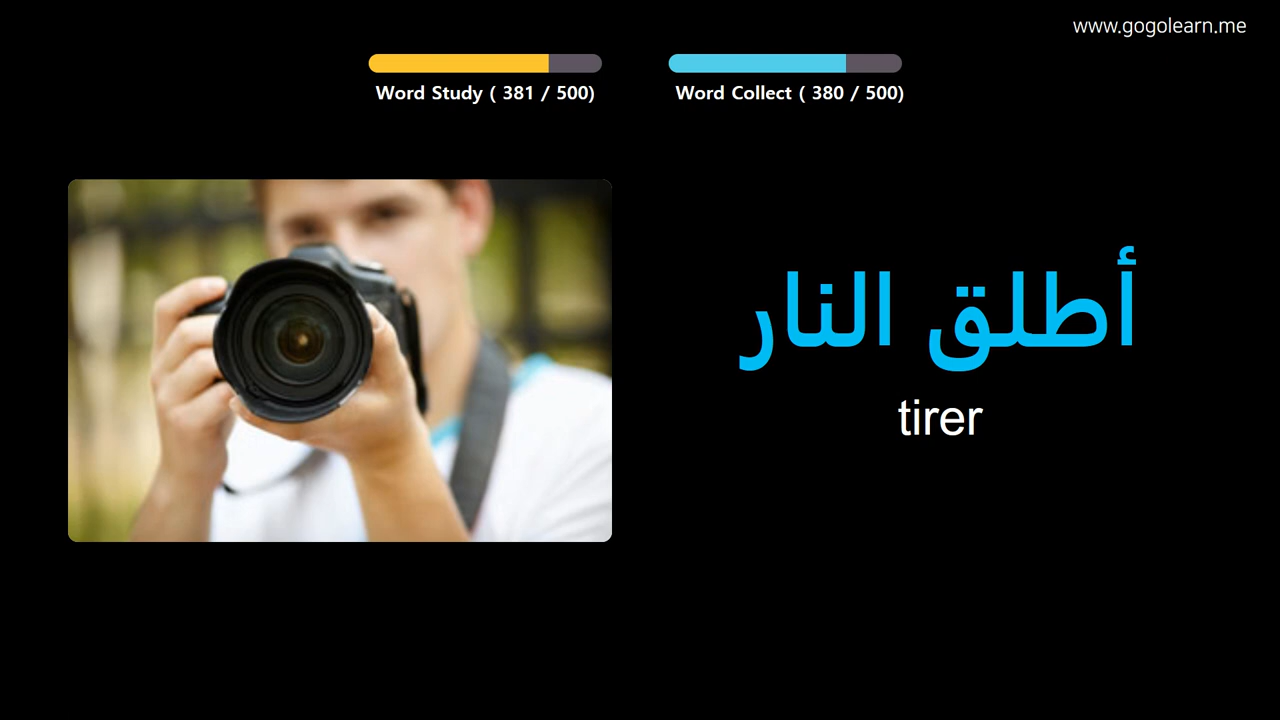 www.gogolearn.me
Word Study ( 381 / 500)
Word Collect ( 380 / 500)
أطلق النار
tirer